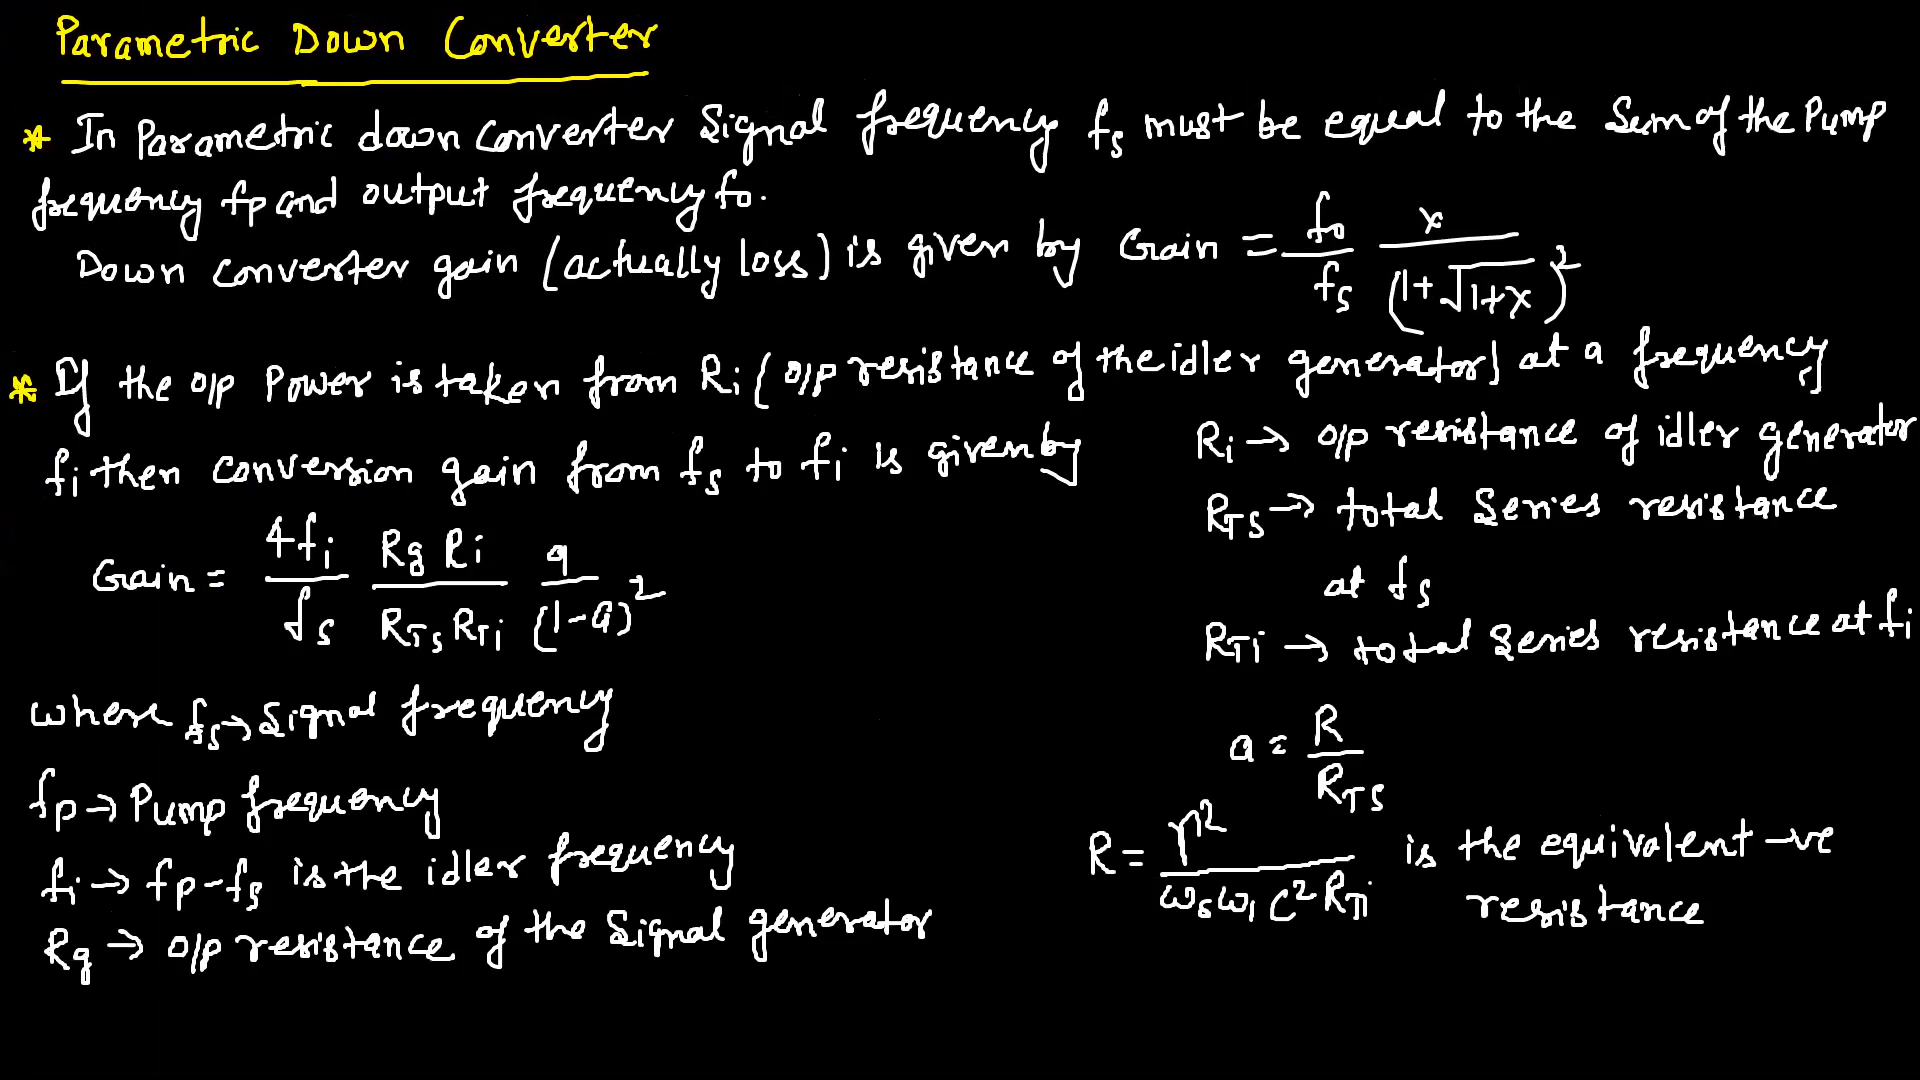 Parametric Down Converter
* In Parametric down converter Signal frequency fs must be equal to the Sum of the Pump
frequency fp and output frequency fo.
Down converter gain (actually loss) is given by Gain = fo/fs x/(1+√1+x)²
* If the o/p Power is taken from Ri (o/p resistance of the idler generator) at a frequency
fi then conversion gain from fs to fi is given by
Gain = 4fi/fs Rg Ri/RTs RTi a/(1-a)²
where fs → Signal frequency
fp → Pump frequency
fi → fp-fs is the idler frequency
Rg → o/p resistance of the Signal generator
Ri → o/p resistance of idler generator
RTS → total Series resistance
at fs
RTi → total Series resistance at fi
a = R/RTS
R = γ²/ωs ωi C² RTi is the equivalent -ve
resistance